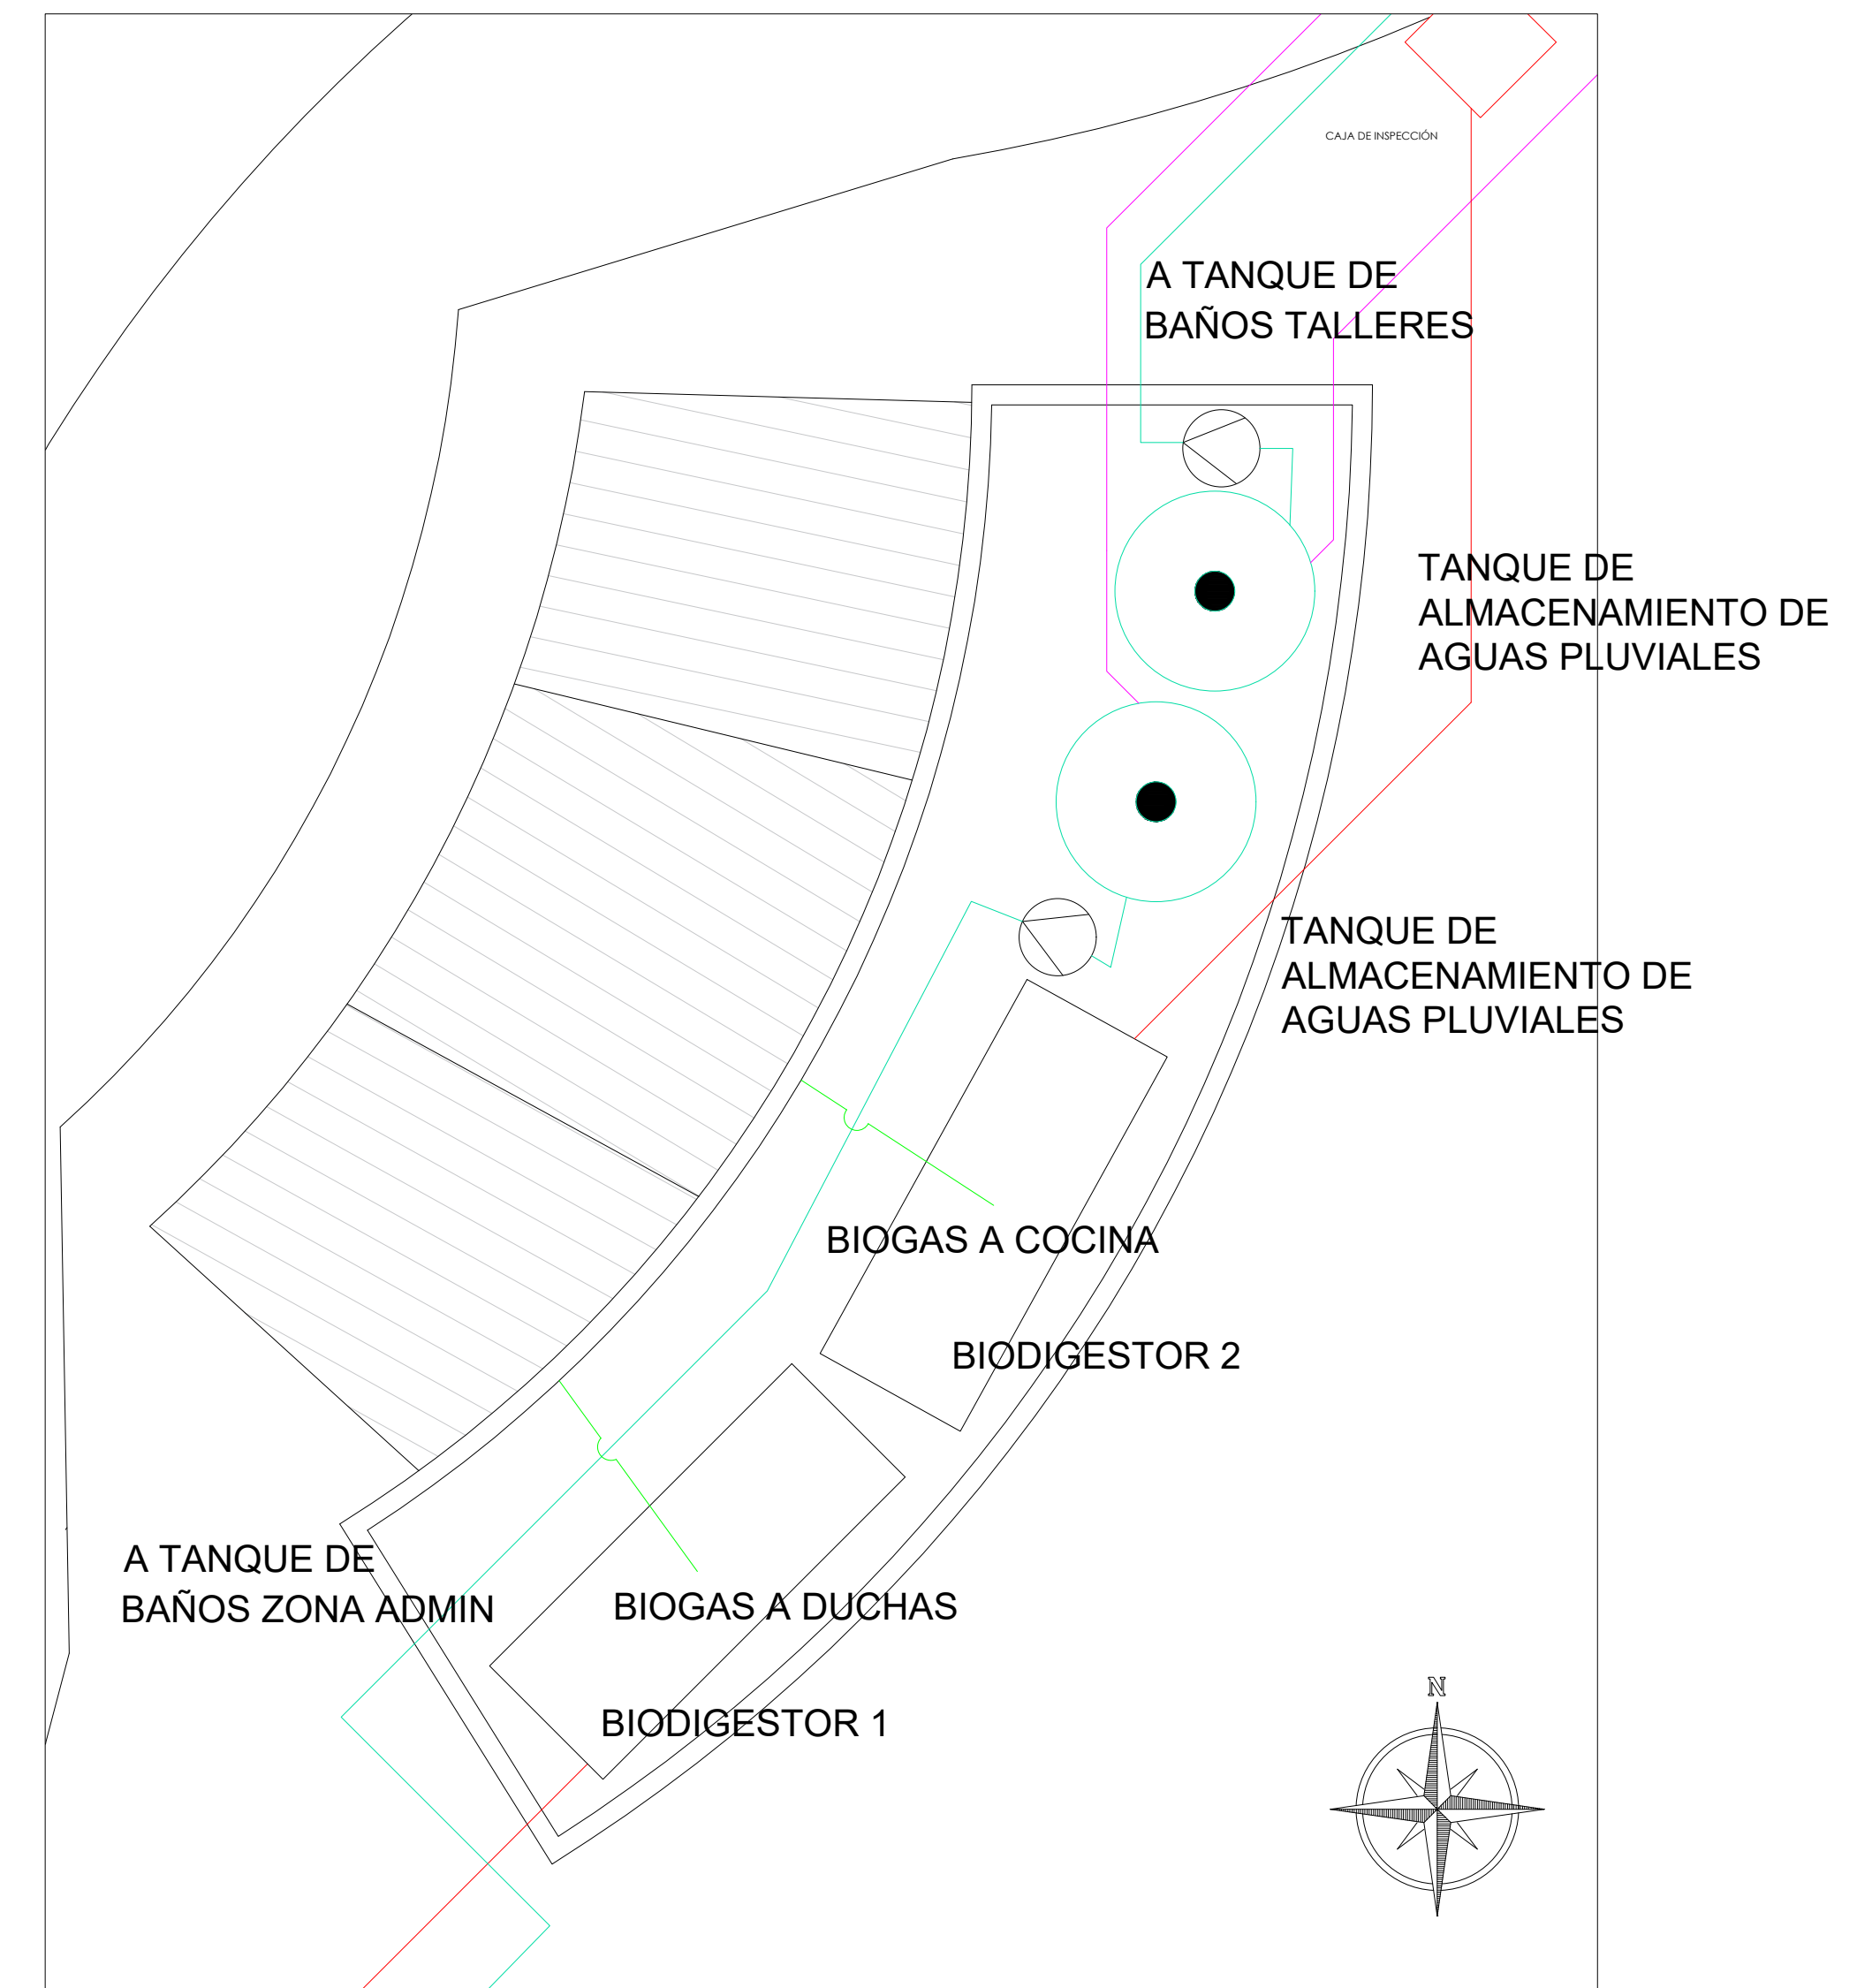 CAJA DE INSPECCIÓN
A TANQUE DE
BAÑOS TALLERES
TANQUE DE
ALMACENAMIENTO DE
AGUAS PLUVIALES
TANQUE DE
ALMACENAMIENTO DE
AGUAS PLUVIALES
BIOGAS A COCINA
BIODIGESTOR 2
A TANQUE DE
BAÑOS ZONA ADMIN
BIOGAS A DUCHAS
BIODIGESTOR 1
N